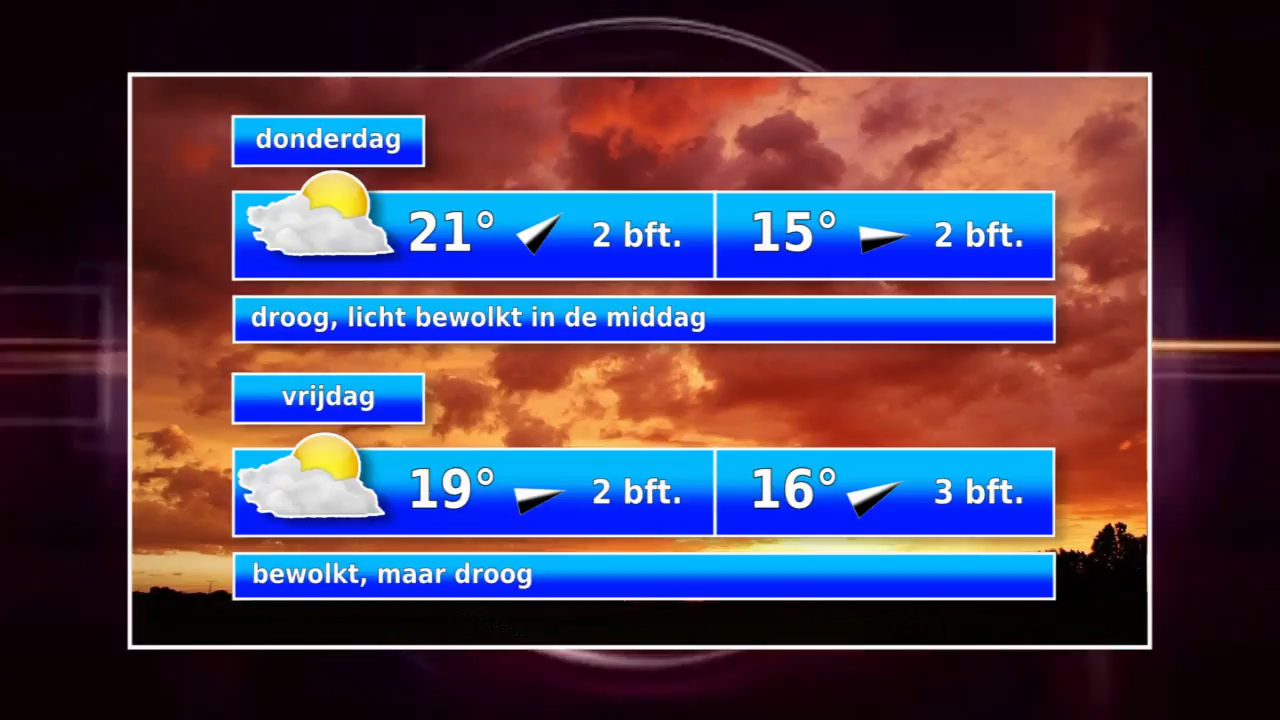 donderdag
21° 2 bft. 15° 2 bft.
droog, licht bewolkt in de middag
vrijdag
19° 2 bft. 16° 3 bft.
bewolkt, maar droog